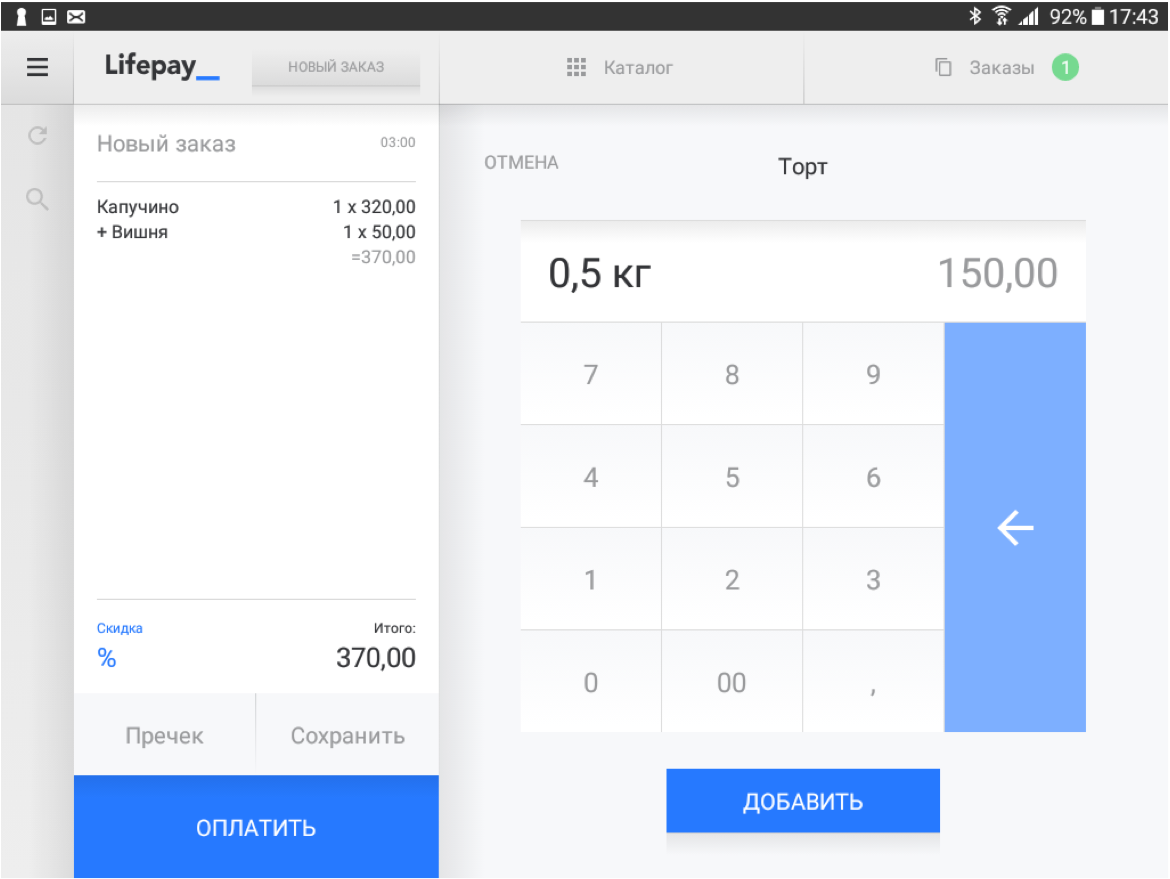 92% 17:43
Lifepay_
НОВЫЙ ЗАКАЗ
Каталог
Заказы 1
Новый заказ 03:00
Капучино 1 x 320,00
+ Вишня 1 x 50,00
=370,00
Скидка Итого:
% 370,00
Пречек Сохранить
ОПЛАТИТЬ
ОТМЕНА Торт
0,5 кг 150,00
7 8 9
4 5 6
1 2 3
0 00 ,
ДОБАВИТЬ